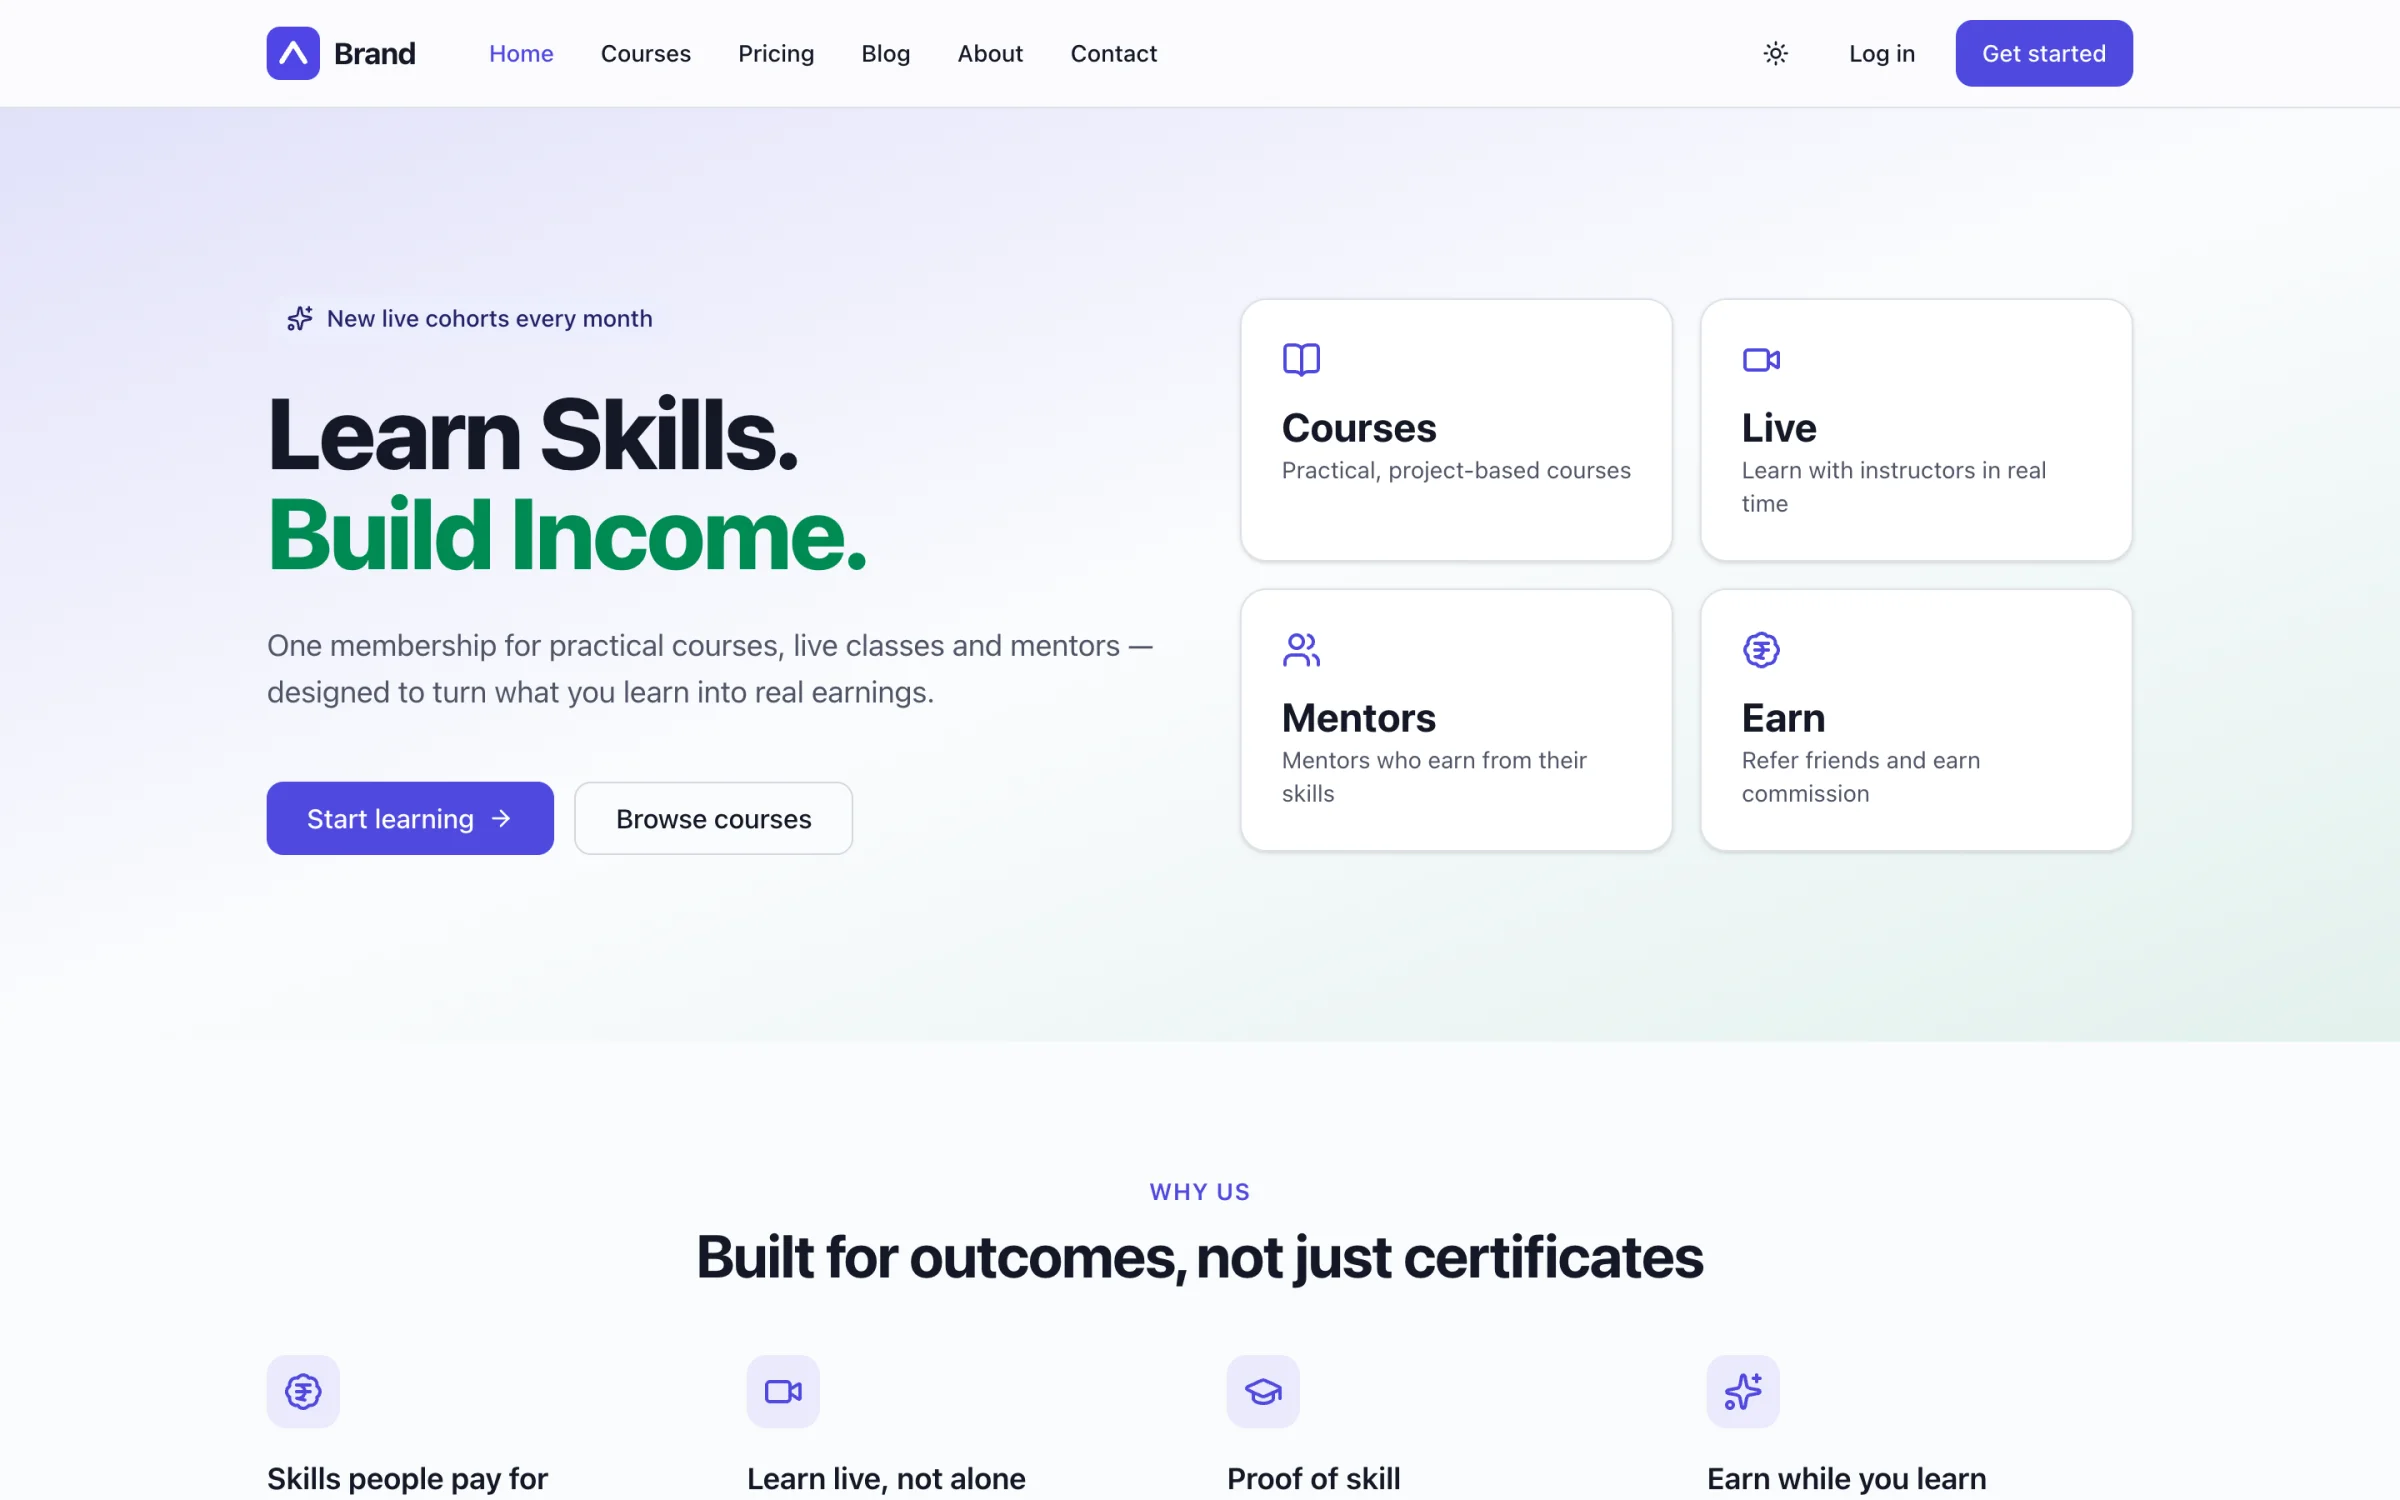 Brand
Home
Courses
Pricing
Blog
About
Contact
Log in
Get started
New live cohorts every month
Learn Skills.
Build Income.
One membership for practical courses, live classes and mentors —
designed to turn what you learn into real earnings.
Start learning →
Browse courses
Courses
Practical, project-based courses
Live
Learn with instructors in real
time
Mentors
Mentors who earn from their
skills
Earn
Refer friends and earn
commission
WHY US
Built for outcomes, not just certificates
Skills people pay for
Learn live, not alone
Proof of skill
Earn while you learn